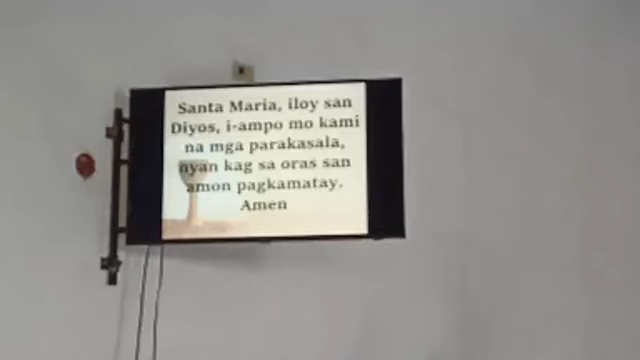 Santa Maria, iloy san
Diyos, i-ampo mo kami
na mga parakasala,
nyan kag sa oras san
amon pagkamatay.
Amen